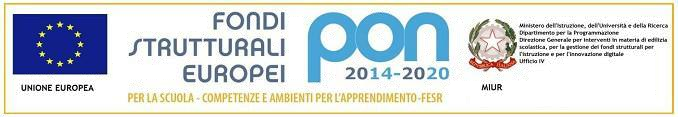 UNIONE EUROPEA
FONDI
STRUTTURALI
EUROPEI
pon
2014-2020
PER LA SCUOLA - COMPETENZE E AMBIENTI PER L'APPRENDIMENTO-FESR
MIUR
Ministero dell'Istruzione, dell'Università e della Ricerca
Dipartimento per la Programmazione
Direzione Generale per interventi in materia di edilizia
scolastica, per la gestione dei fondi strutturali per
l'istruzione e per l'innovazione digitale
Ufficio IV